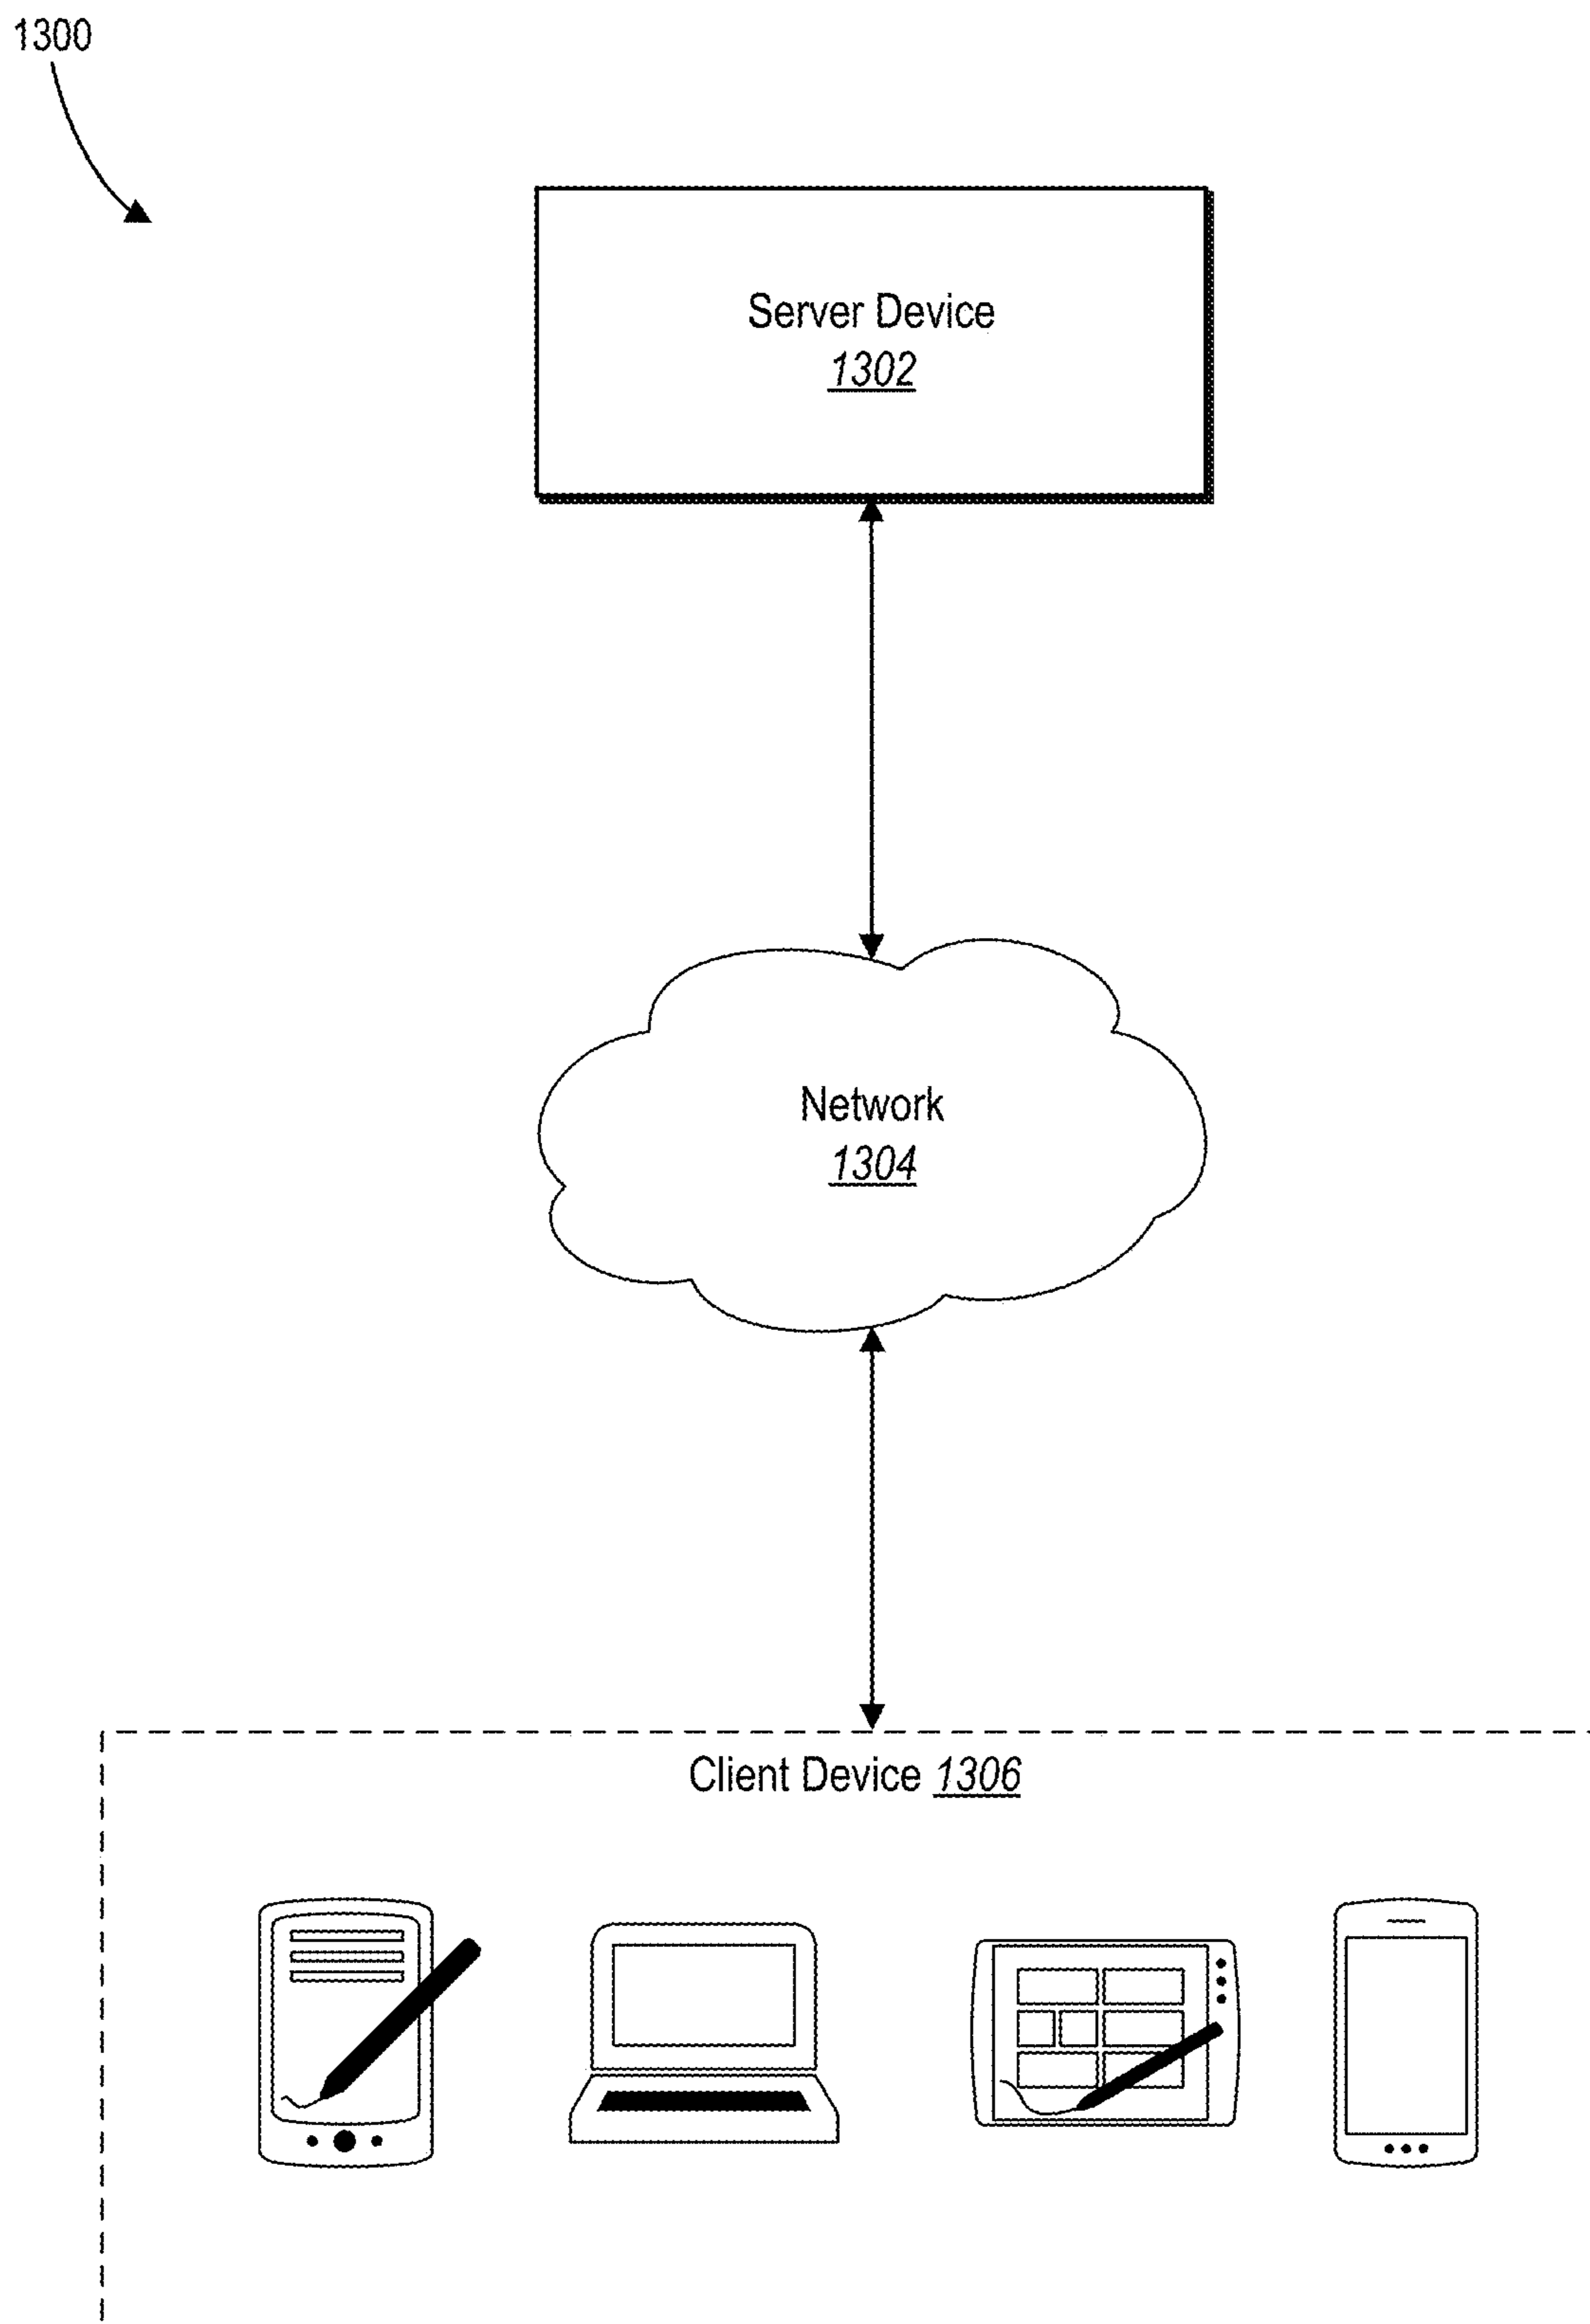 1300
Server Device
1302
Network
1304
Client Device 1306